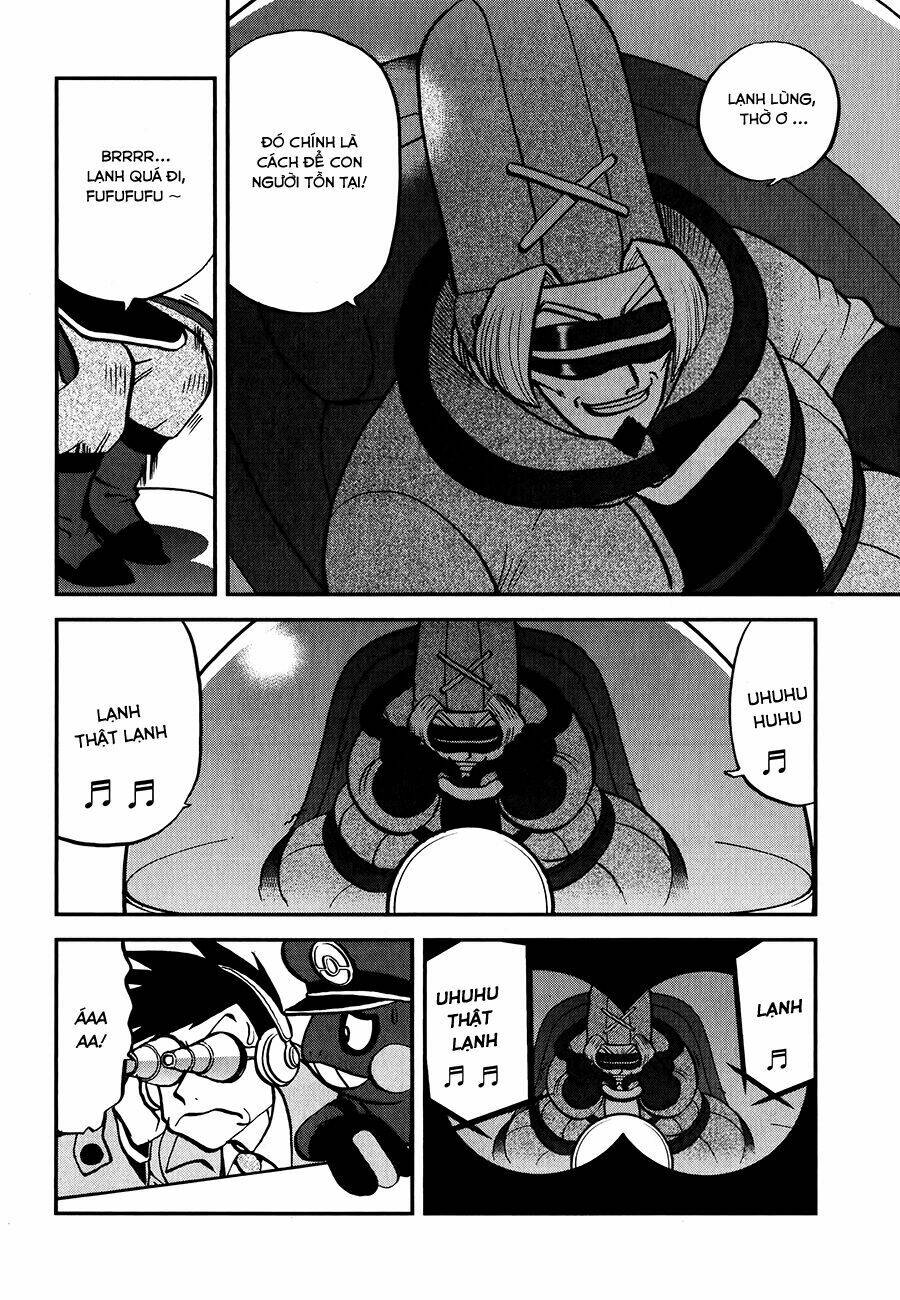 LẠNH LÙNG,
THỜ Ơ ...
ĐÓ CHÍNH LÀ
CÁCH ĐỂ CON
NGƯỜI TỒN TẠI!
BRRRR...
LẠNH QUÁ ĐI,
FUFUFUFU ~
UHUHU
HUHU
♬
LẠNH
THẬT LẠNH
♬ ♬
LẠNH
♬
UHUHU
THẬT
LẠNH
♬ ♬
ÁAA
AA!